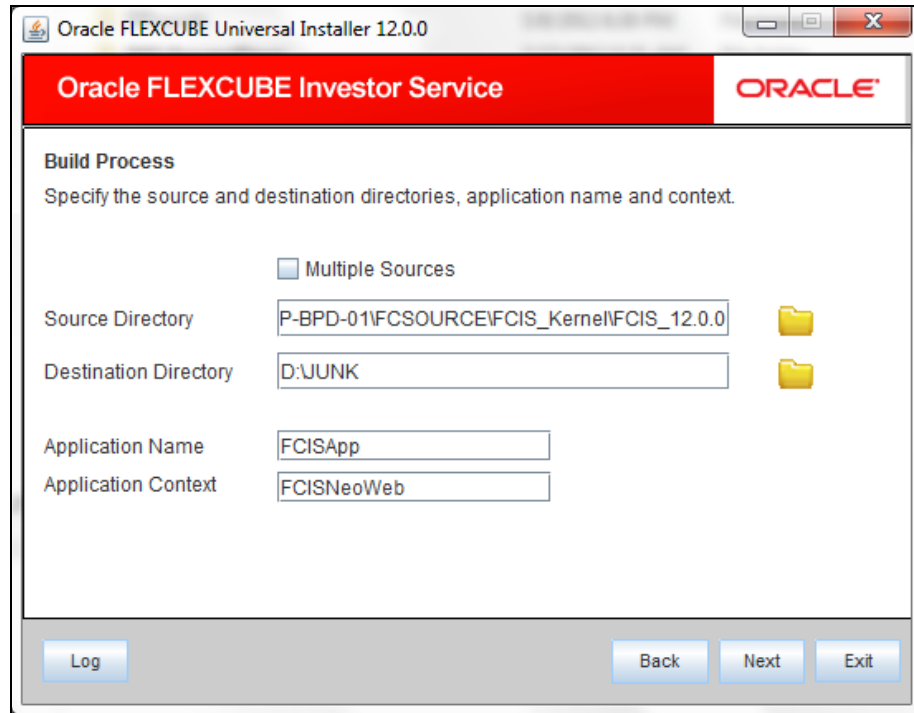 Oracle FLEXCUBE Universal Installer 12.0.0
Oracle FLEXCUBE Investor Service
ORACLE
Build Process
Specify the source and destination directories, application name and context.
Multiple Sources
Source Directory P-BPD-01\FCSOURCE\FCIS_Kernel\FCIS_12.0.0
Destination Directory D:\JUNK
Application Name FCISApp
Application Context FCISNeoWeb
Log Back Next Exit